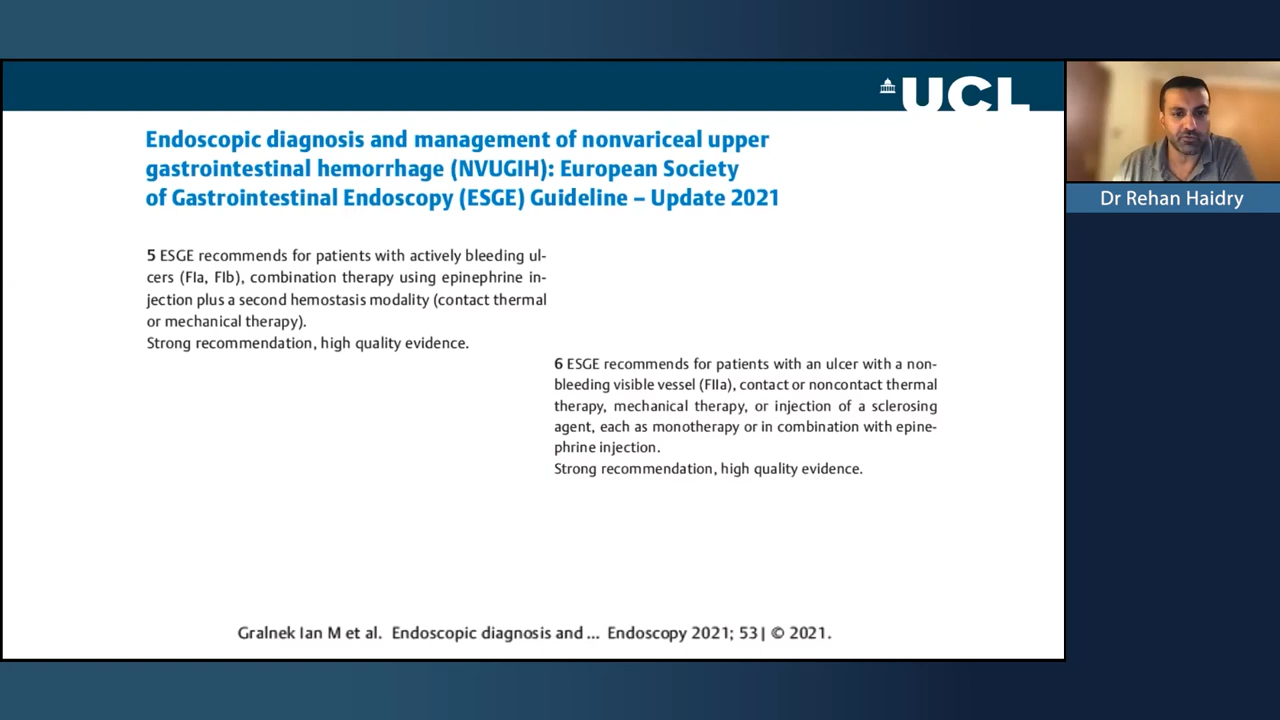 UCL
Endoscopic diagnosis and management of nonvariceal upper
gastrointestinal hemorrhage (NVUGIH): European Society
of Gastrointestinal Endoscopy (ESGE) Guideline – Update 2021
5 ESGE recommends for patients with actively bleeding ul-
cers (FIa, FIb), combination therapy using epinephrine in-
jection plus a second hemostasis modality (contact thermal
or mechanical therapy).
Strong recommendation, high quality evidence.
6 ESGE recommends for patients with an ulcer with a non-
bleeding visible vessel (FIIa), contact or noncontact thermal
therapy, mechanical therapy, or injection of a sclerosing
agent, each as monotherapy or in combination with epine-
phrine injection.
Strong recommendation, high quality evidence.
Gralnek Ian M et al. Endoscopic diagnosis and ... Endoscopy 2021; 53 | © 2021.
Dr Rehan Haidry